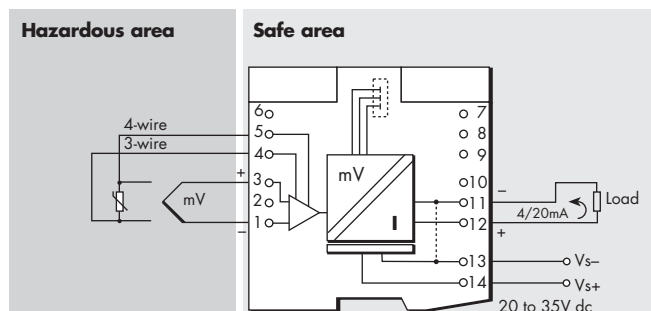 Hazardous area
Safe area
6
5
4
3
2
1
4-wire
3-wire
+
mV
−
mV
I
7
8
9
10
11
12
13
14
−
4/20mA
Load
+
Vs–
Vs+
20 to 35V dc